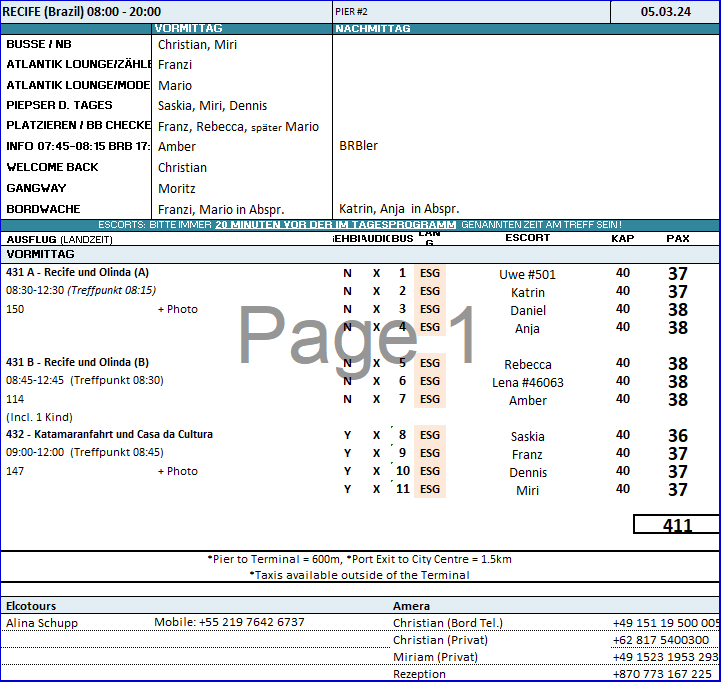 RECIFE (Brazil) 08:00 - 20:00 PIER #2 05.03.24
VORMITTAG NACHMITTAG
BUSSE / NB Christian, Miri
ATLANTIK LOUNGE/ZÄHLE Franzi
ATLANTIK LOUNGE/MODE Mario
PIEPSER D. TAGES Saskia, Miri, Dennis
PLATZIEREN / BB CHECKE Franz, Rebecca, später Mario
INFO 07:45-08:15 BRB 17: Amber BRBler
WELCOME BACK Christian
GANGWAY Moritz
BORDWACHE Franzi, Mario in Abspr. Katrin, Anja in Abspr.
ESCORTS: BITTE IMMER 20 MINUTEN VOR DER IM TAGESPROGRAMM GENANNTEN ZEIT AM TREFF SEIN!
AUSFLUG (LANDZEIT) BUS LANG ESCORT KAP PAX
VORMITTAG
431 A - Recife und Olinda (A) N X 1 ESG Uwe #501 40 37
08:30-12:30 (Treffpunkt 08:15) N X 2 ESG Katrin 40 37
150 + Photo N X 3 ESG Daniel 40 38
N X 4 ESG Anja 40 38
Page 1
431 B - Recife und Olinda (B) N X 5 ESG Rebecca 40 38
08:45-12:45 (Treffpunkt 08:30) N X 6 ESG Lena #46063 40 38
114 N X 7 ESG Amber 40 38
(Incl. 1 Kind)
432 - Katamaranfahrt und Casa da Cultura Y X 8 ESG Saskia 40 36
09:00-12:00 (Treffpunkt 08:45) Y X 9 ESG Franz 40 37
147 + Photo Y X 10 ESG Dennis 40 37
Y X 11 ESG Miri 40 37
411
*Pier to Terminal = 600m, *Port Exit to City Centre = 1.5km
*Taxis available outside of the Terminal
Elcotours Amera
Alina Schupp Mobile: +55 219 7642 6737 Christian (Bord Tel.) +49 151 19 500 005
Christian (Privat) +62 817 5400300
Miriam (Privat) +49 1523 1953 293
Rezeption +870 773 167 225